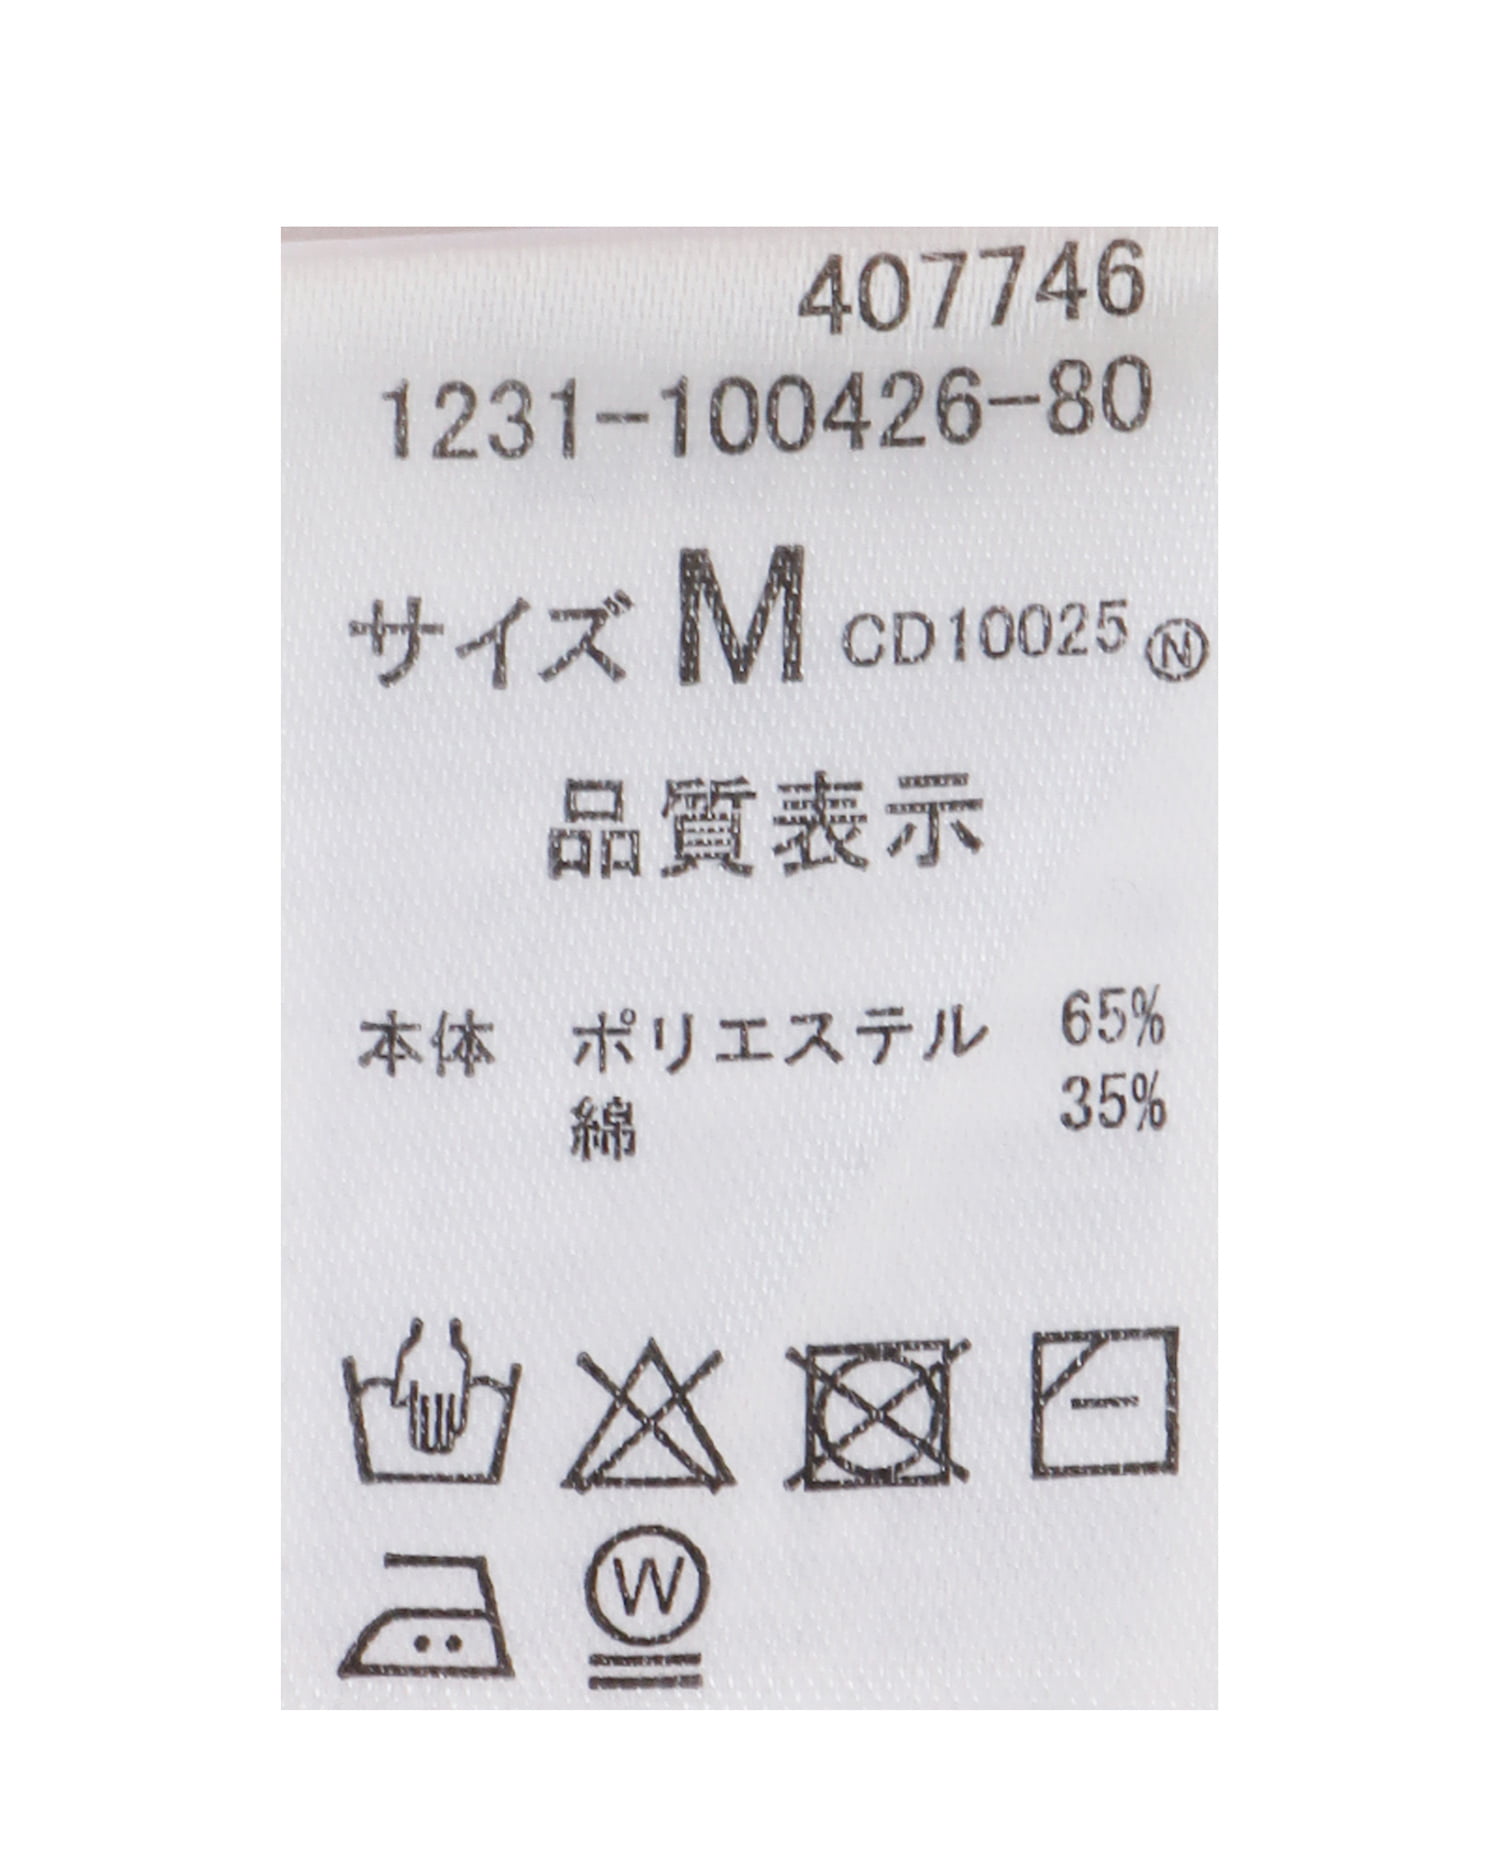 407746
1231-100426-80
サイズ M CD10025 Ⓝ
品質表示
本体 ポリエステル 65%
綿 35%
W